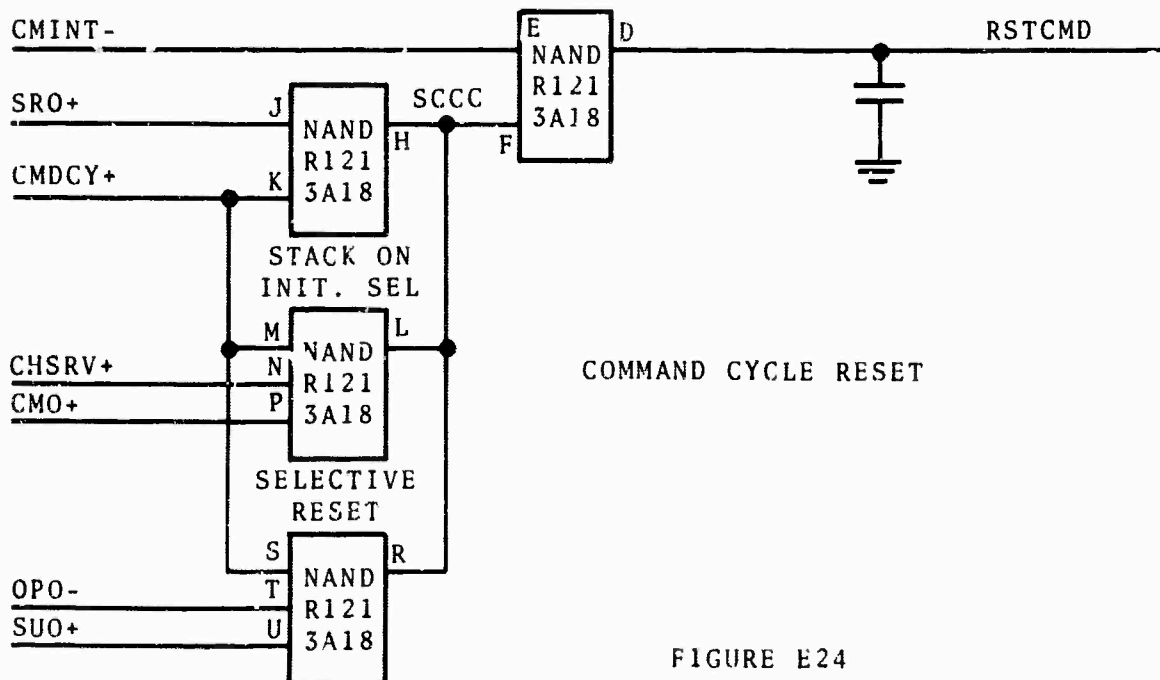 CMINT-
E
D
RSTCMD
NAND
R121
3A18
F
SRO+
J
SCCC
NAND
H
R121
CMDCY+
K
3A18
STACK ON
INIT. SEL
M
L
NAND
CHSRV+
N
R121
CMO+
P
3A18
COMMAND CYCLE RESET
SELECTIVE
RESET
S
R
NAND
OPO-
T
R121
SUO+
U
3A18
FIGURE E24